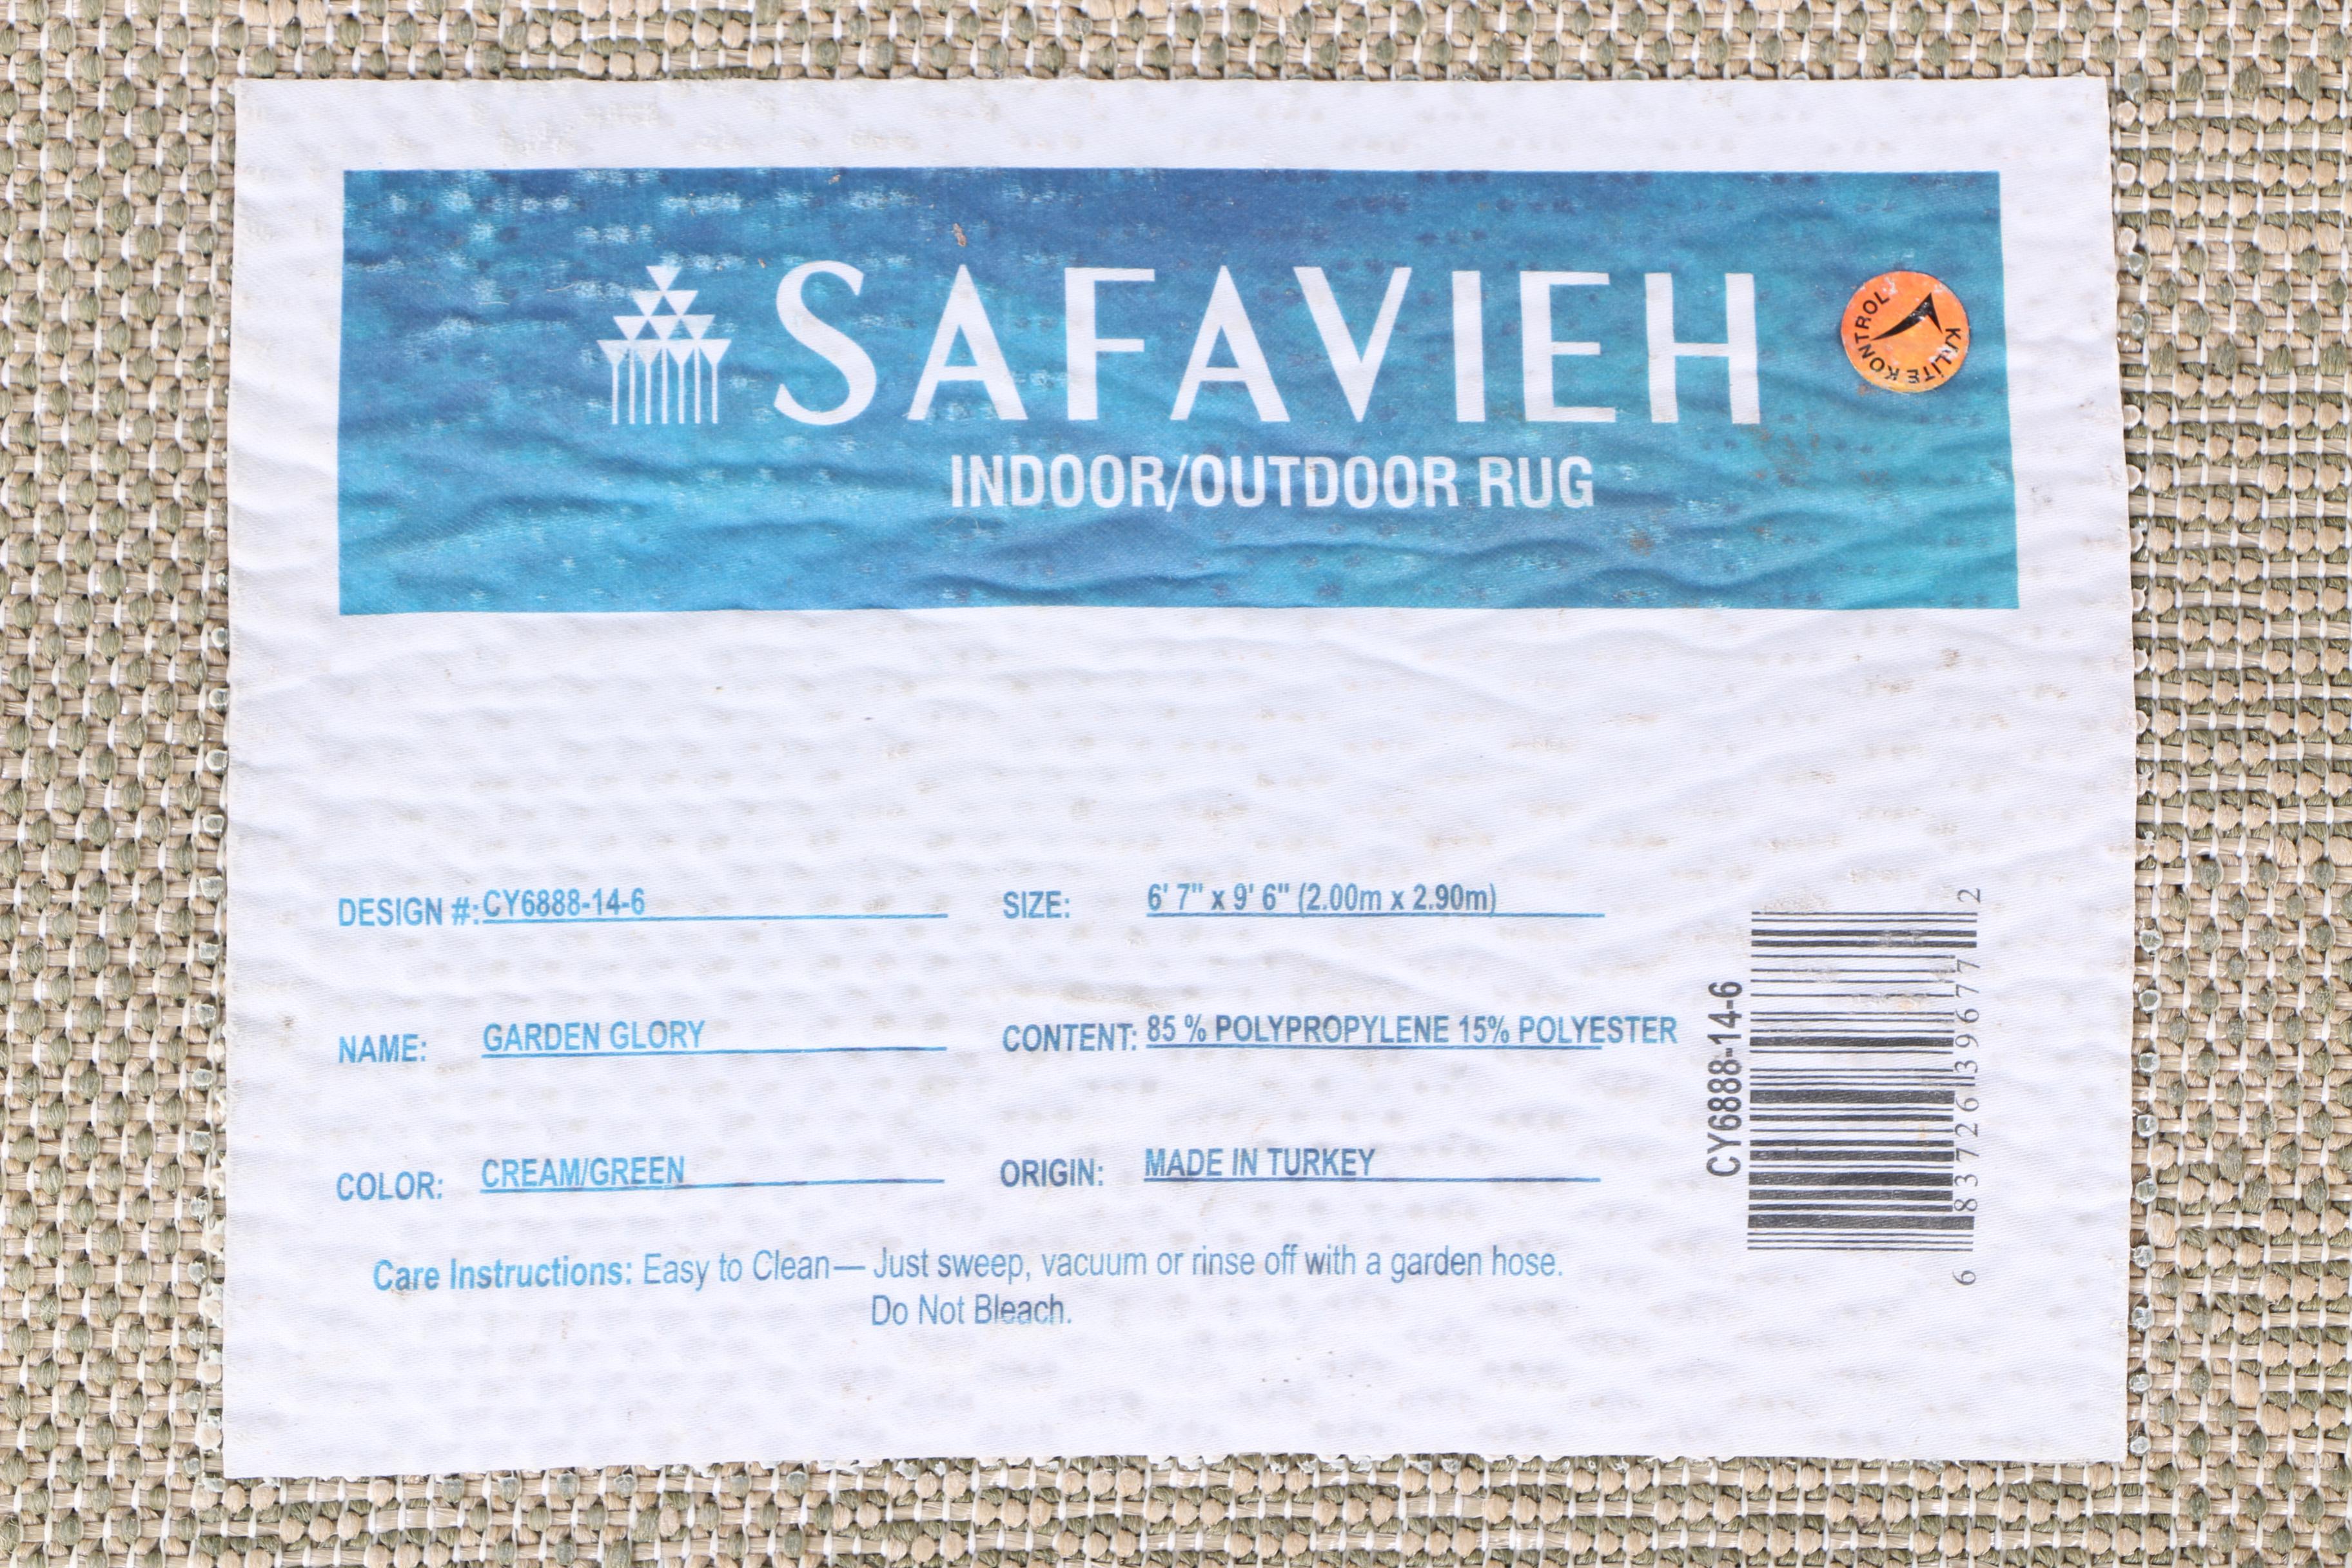 SAFAVIEH
INDOOR/OUTDOOR RUG
KALİTE KONTROL
DESIGN #: CY6888-14-6
SIZE: 6' 7" x 9' 6" (2.00m x 2.90m)
NAME: GARDEN GLORY
CONTENT: 85 % POLYPROPYLENE 15% POLYESTER
COLOR: CREAM/GREEN
ORIGIN: MADE IN TURKEY
Care Instructions: Easy to Clean— Just sweep, vacuum or rinse off with a garden hose.
Do Not Bleach.
CY6888-14-6
6 83726 39677 2